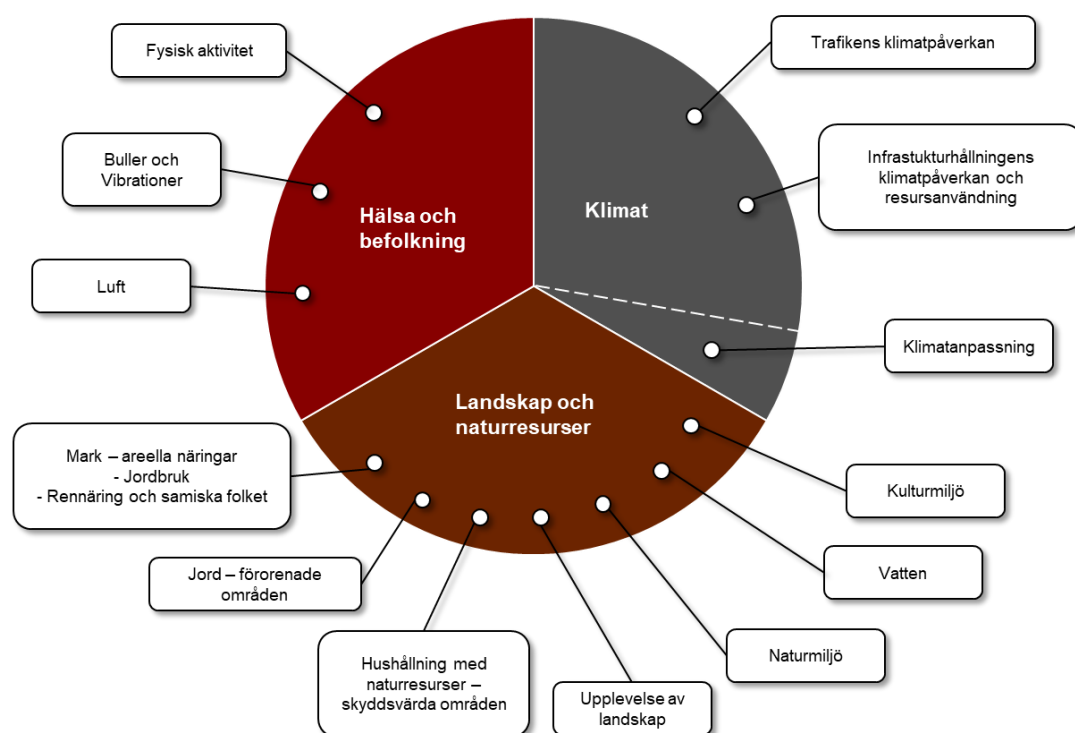 Fysisk aktivitet
Trafikens klimatpåverkan
Buller och
Vibrationer
Infrastukturhållningens
klimatpåverkan och
resursanvändning
Hälsa och
befolkning
Klimat
Luft
Klimatanpassning
Landskap och
naturresurser
Mark – areella näringar
- Jordbruk
- Rennäring och samiska folket
Kulturmiljö
Jord – förorenade
områden
Vatten
Hushållning med
naturresurser –
skyddsvärda områden
Upplevelse av
landskap
Naturmiljö